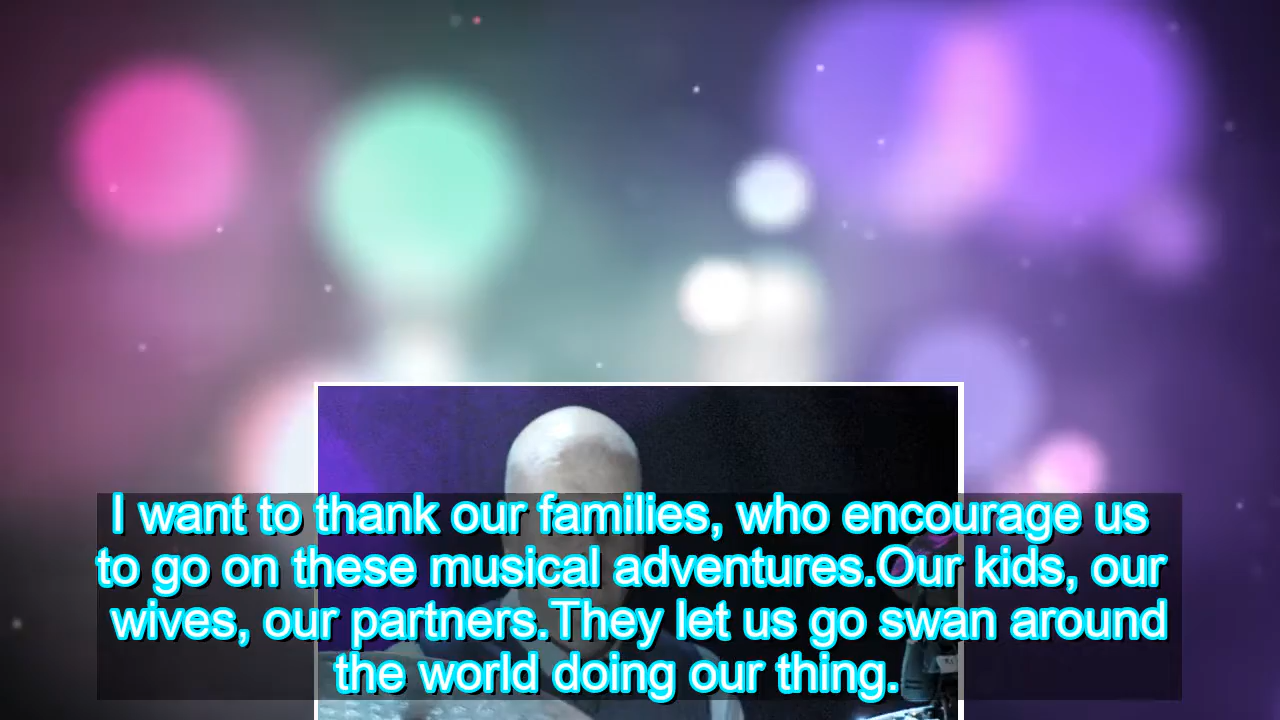 I want to thank our families, who encourage us
to go on these musical adventures.Our kids, our
wives, our partners.They let us go swan around
the world doing our thing.